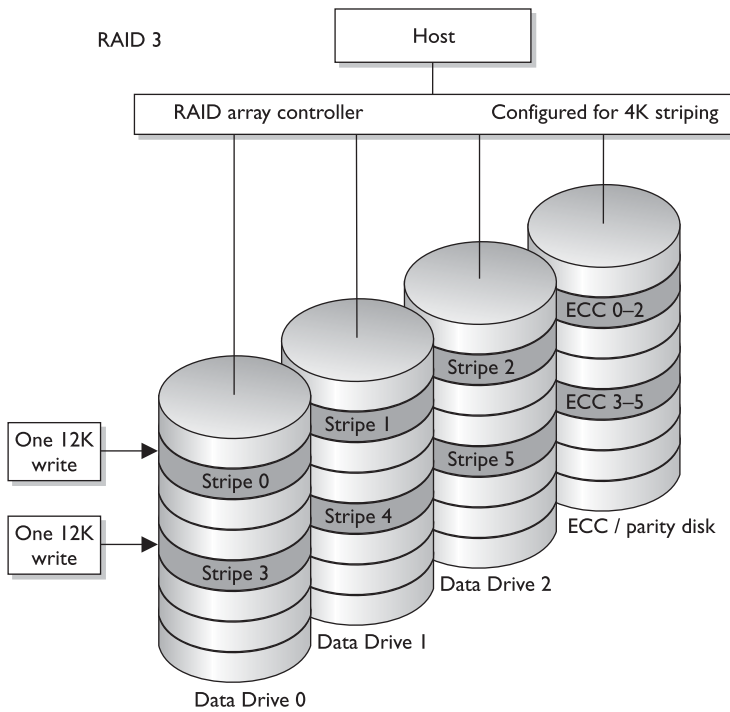 RAID 3
Host
RAID array controller
Configured for 4K striping
ECC 0–2
Stripe 2
ECC 3–5
Stripe 1
One 12K
write
Stripe 5
Stripe 0
Stripe 4
One 12K
write
ECC / parity disk
Stripe 3
Data Drive 2
Data Drive 1
Data Drive 0